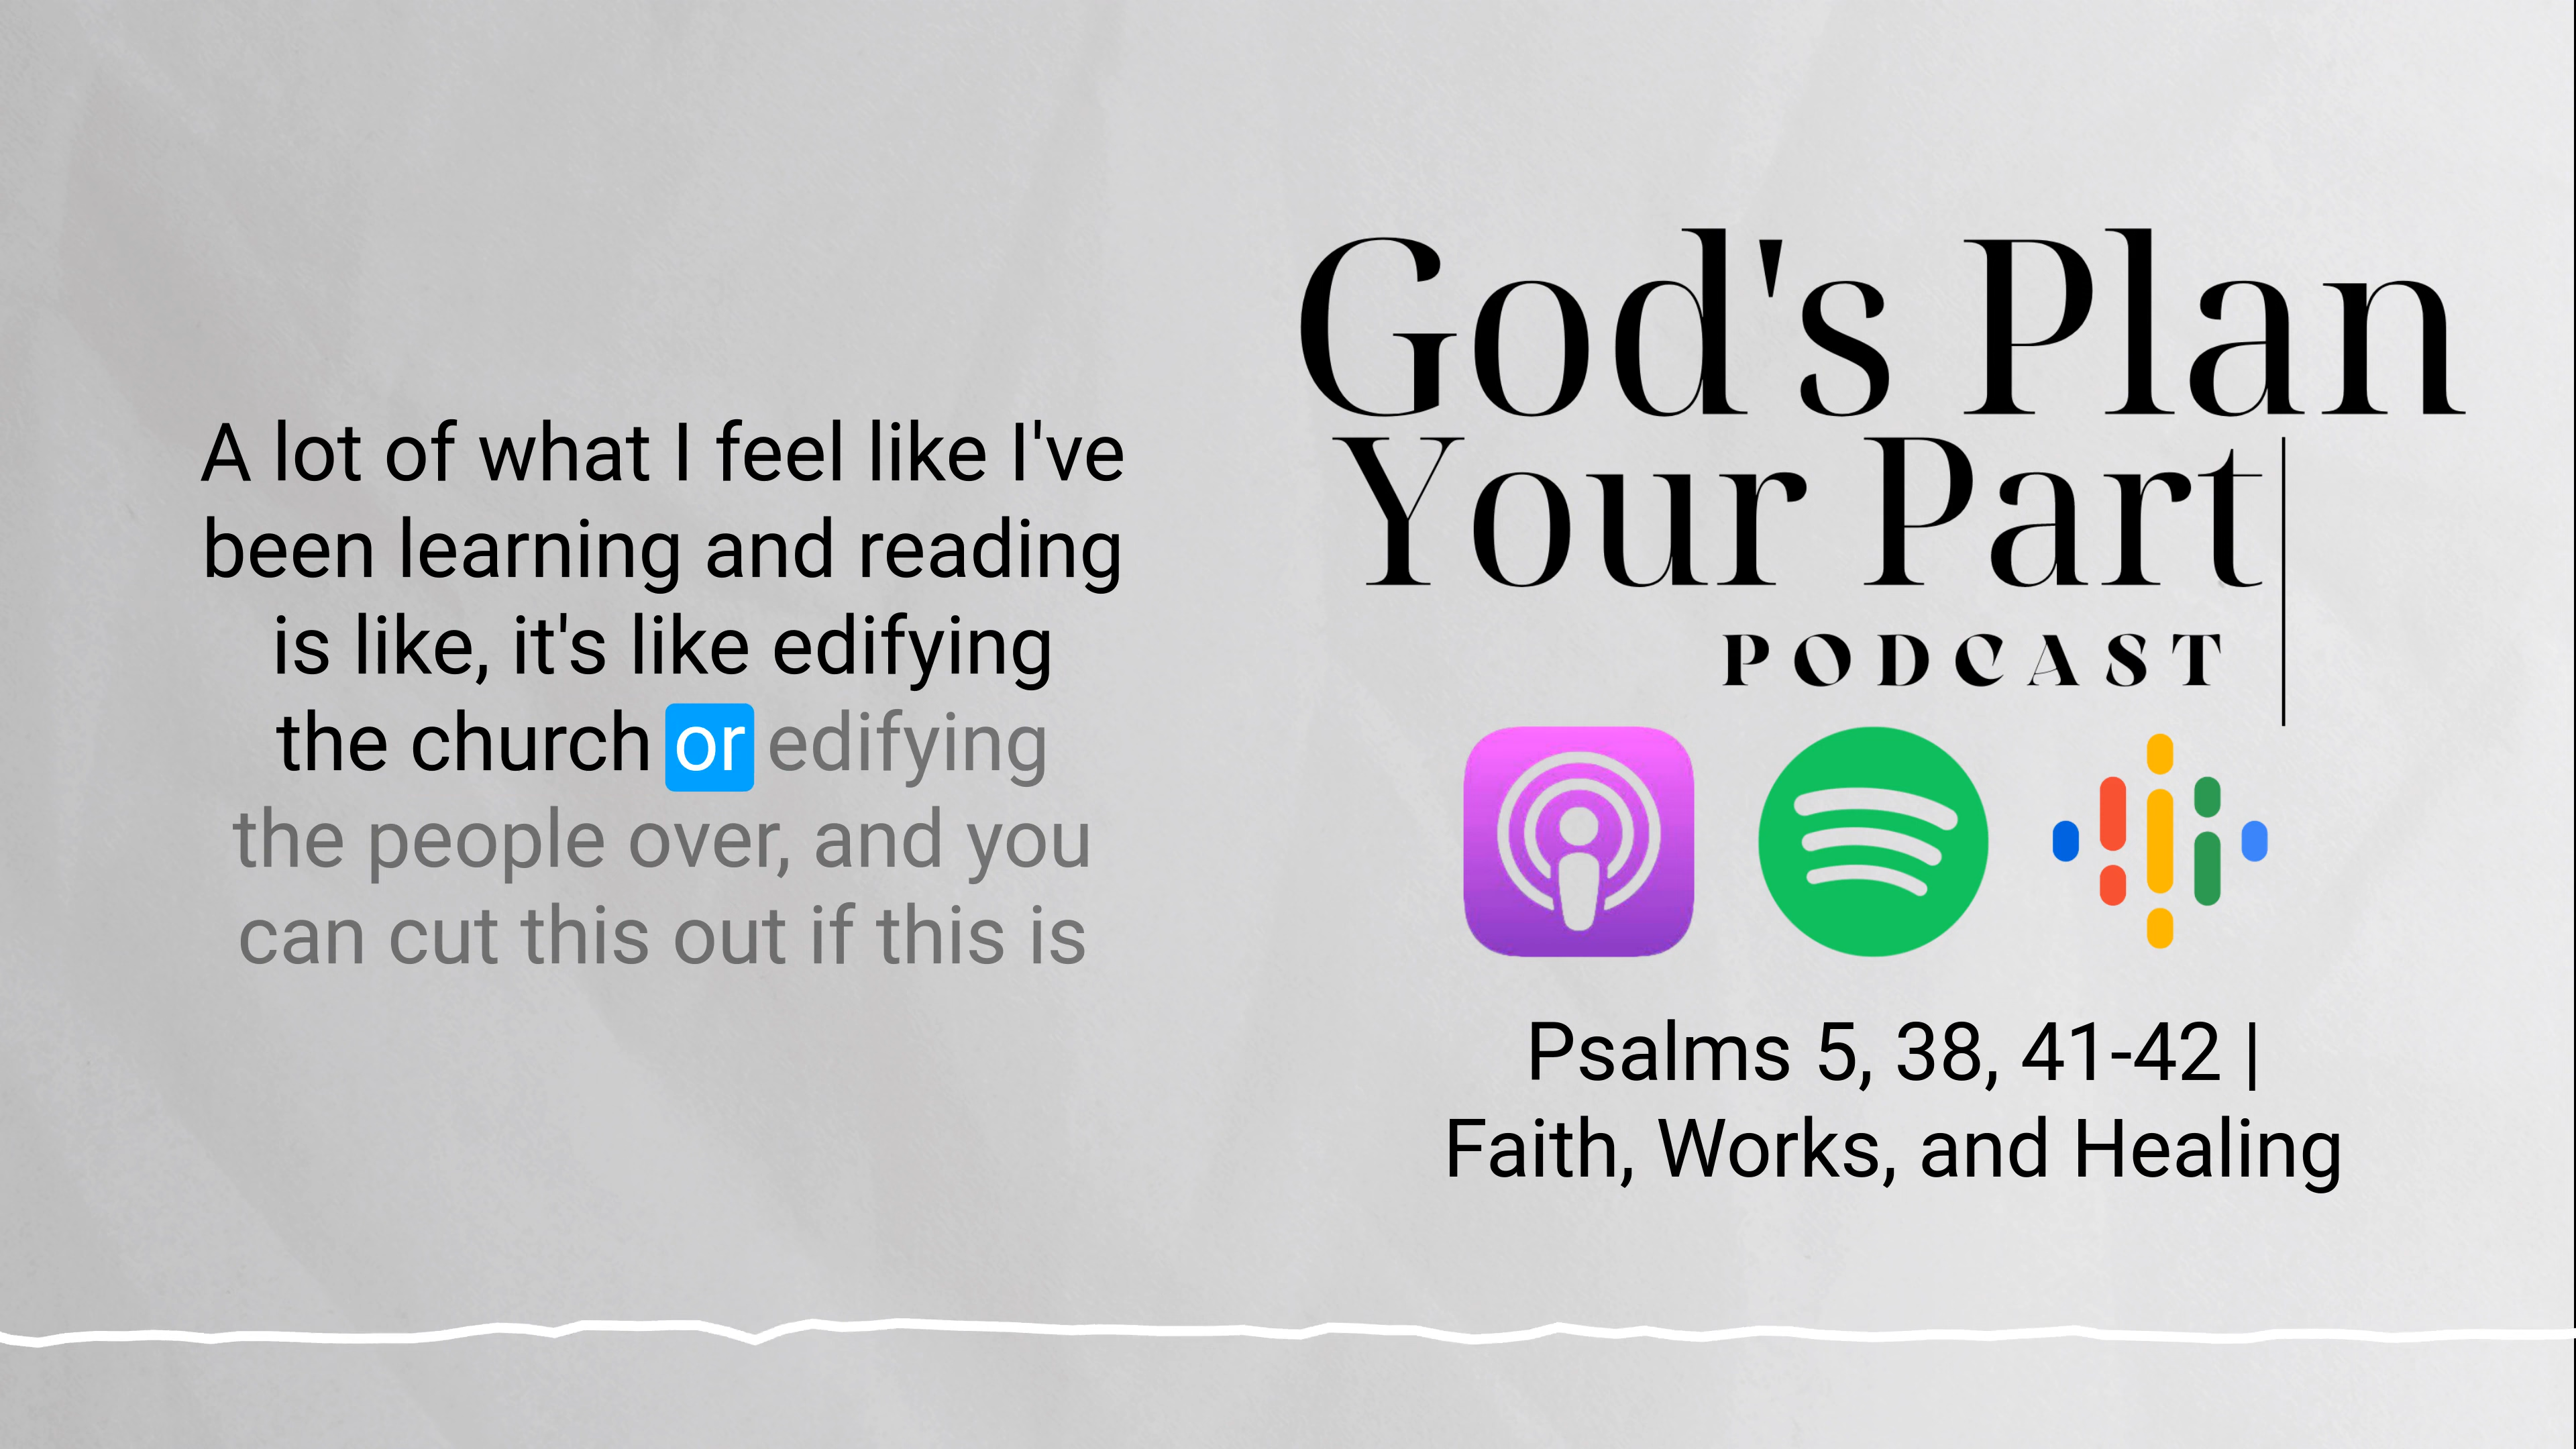 A lot of what I feel like I've
been learning and reading
is like, it's like edifying
the church or edifying
the people over, and you
can cut this out if this is
God's Plan
Your Part
PODCAST
Psalms 5, 38, 41-42 |
Faith, Works, and Healing